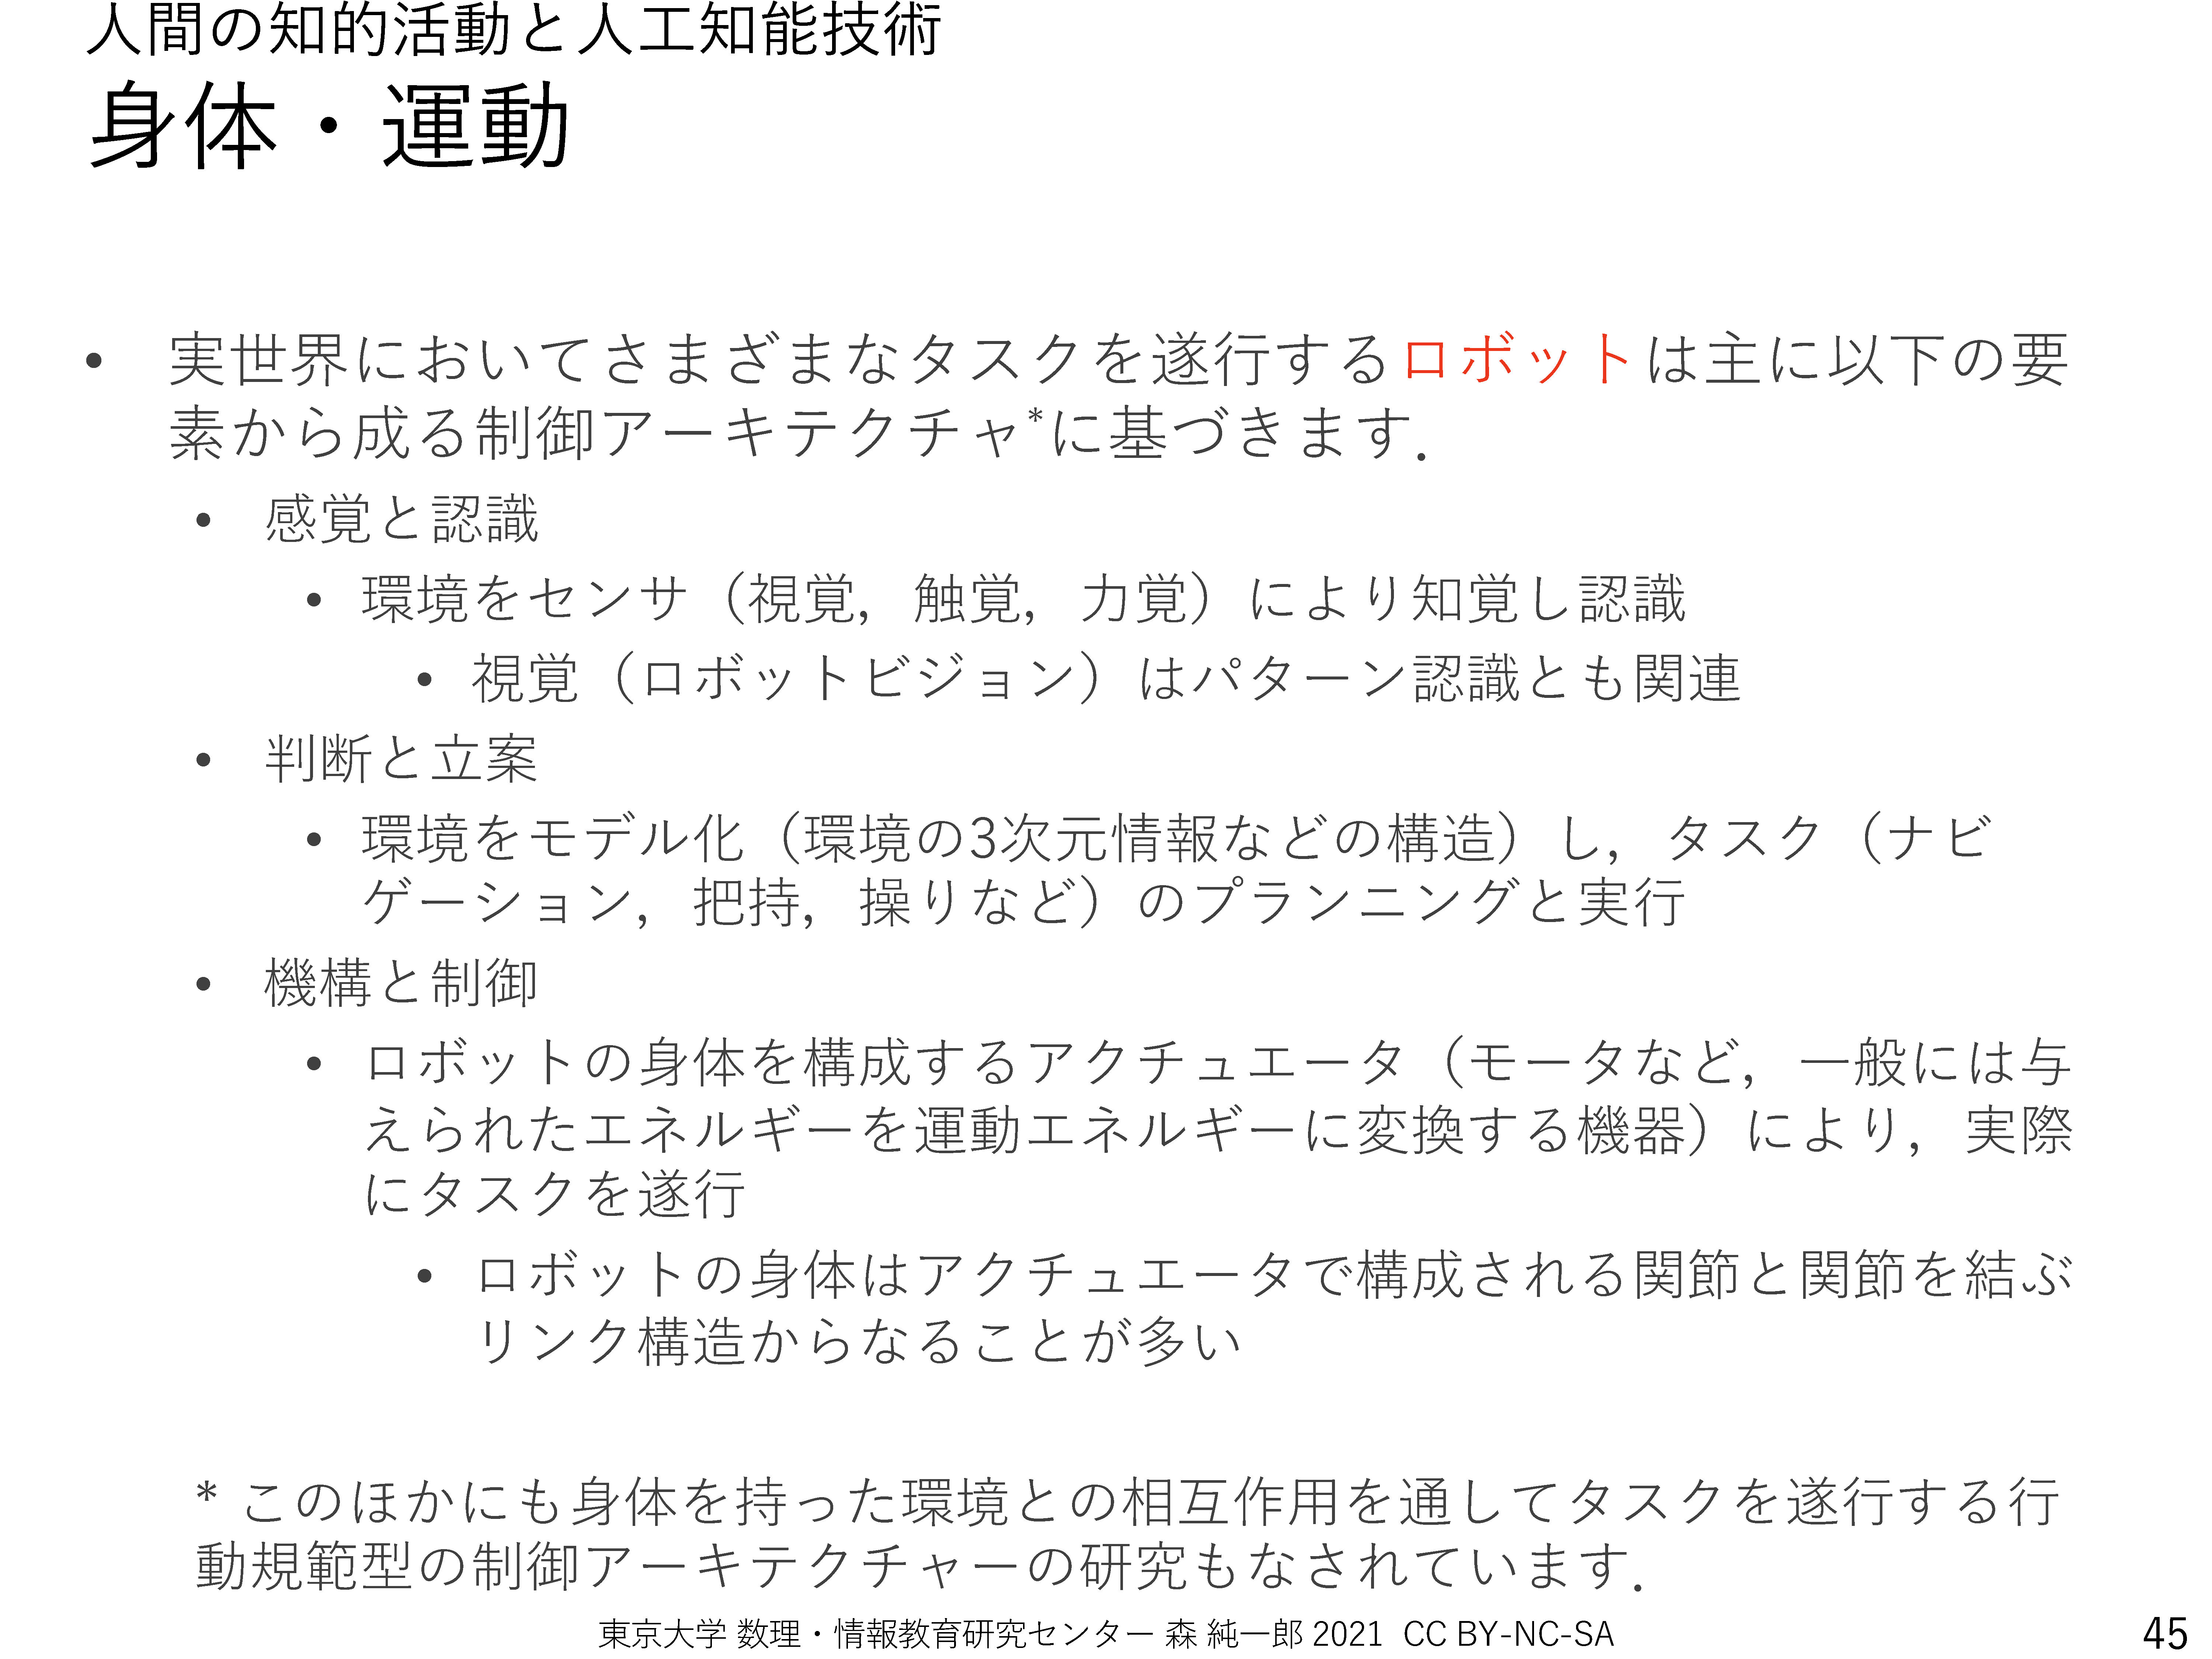 人間の知的活動と人工知能技術
身体・運動
• 実世界においてさまざまなタスクを遂行するロボットは主に以下の要
素から成る制御アーキテクチャ*に基づきます．
• 感覚と認識
• 環境をセンサ（視覚，触覚，力覚）により知覚し認識
• 視覚（ロボットビジョン）はパターン認識とも関連
• 判断と立案
• 環境をモデル化（環境の3次元情報などの構造）し，タスク（ナビ
ゲーション，把持，操りなど）のプランニングと実行
• 機構と制御
• ロボットの身体を構成するアクチュエータ（モータなど，一般には与
えられたエネルギーを運動エネルギーに変換する機器）により，実際
にタスクを遂行
• ロボットの身体はアクチュエータで構成される関節と関節を結ぶ
リンク構造からなることが多い
* このほかにも身体を持った環境との相互作用を通してタスクを遂行する行
動規範型の制御アーキテクチャーの研究もなされています．
東京大学 数理・情報教育研究センター 森 純一郎 2021 CC BY-NC-SA
45